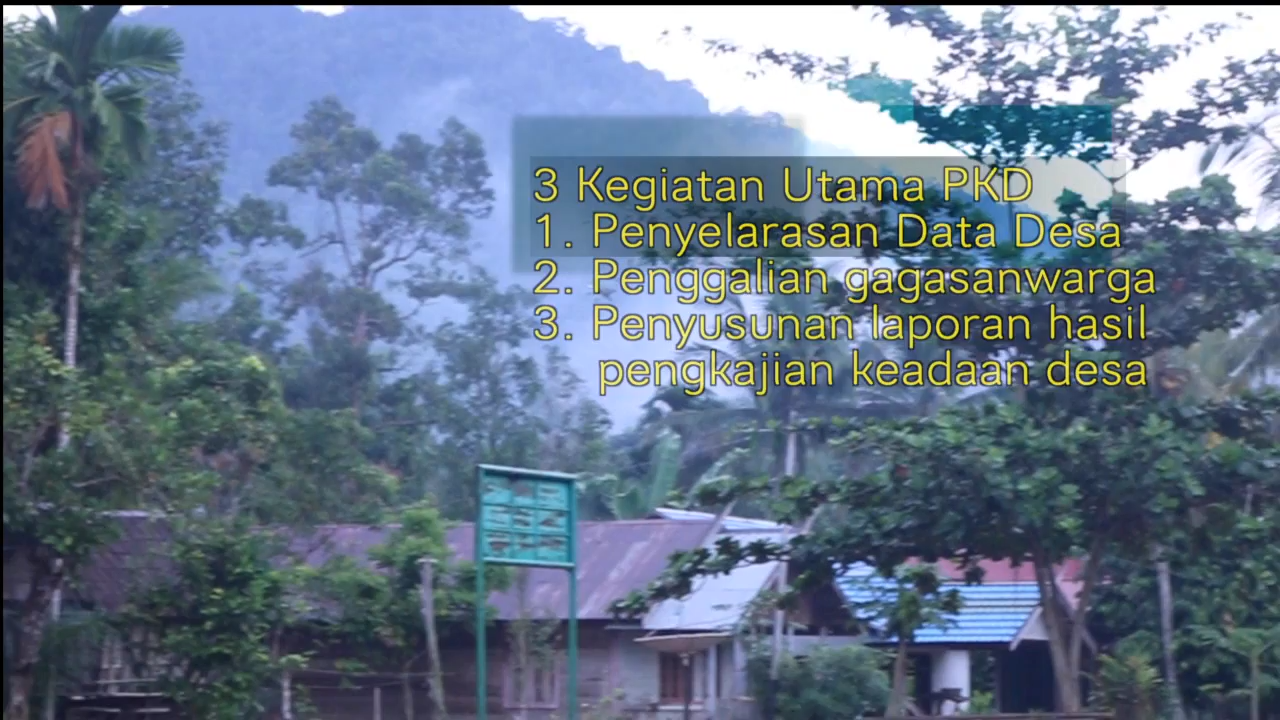 3 Kegiatan Utama PKD
1. Penyelarasan Data Desa
2. Penggalian gagasanwarga
3. Penyusunan laporan hasil
pengkajian keadaan desa